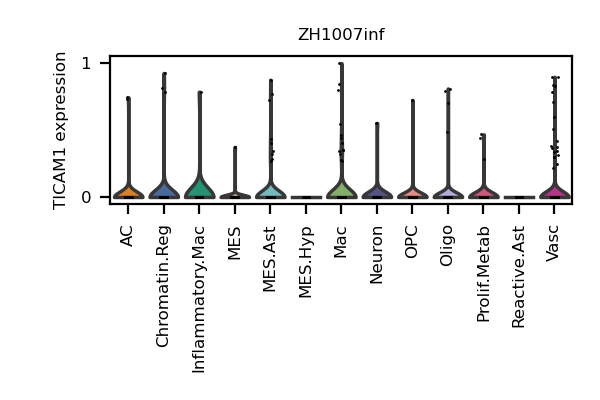 ZH1007inf
TICAM1 expression
1
0
AC
Chromatin.Reg
Inflammatory.Mac
MES
MES.Ast
MES.Hyp
Mac
Neuron
OPC
Oligo
Prolif.Metab
Reactive.Ast
Vasc